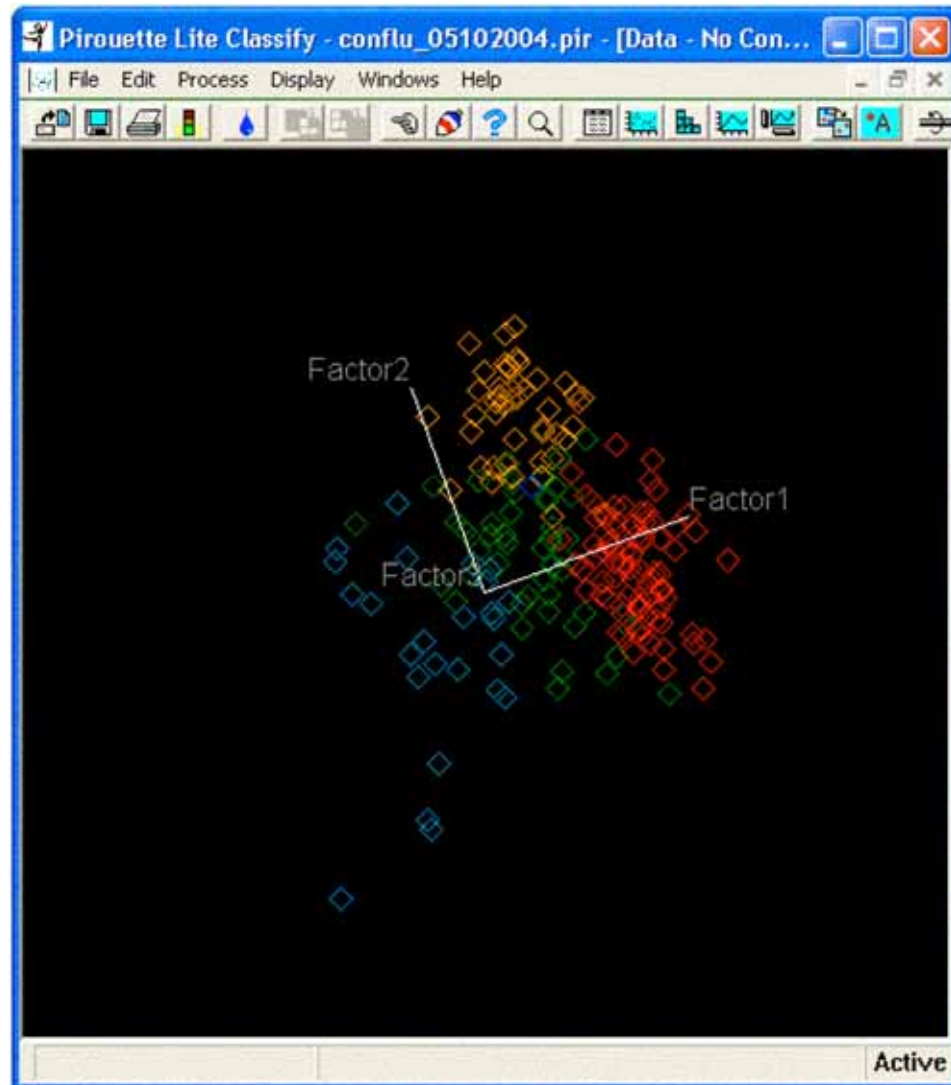 Pirouette Lite Classify - conflu_05102004.pir - [Data - No Con...
File Edit Process Display Windows Help
*A
Factor2
Factor1
Factor3
Active